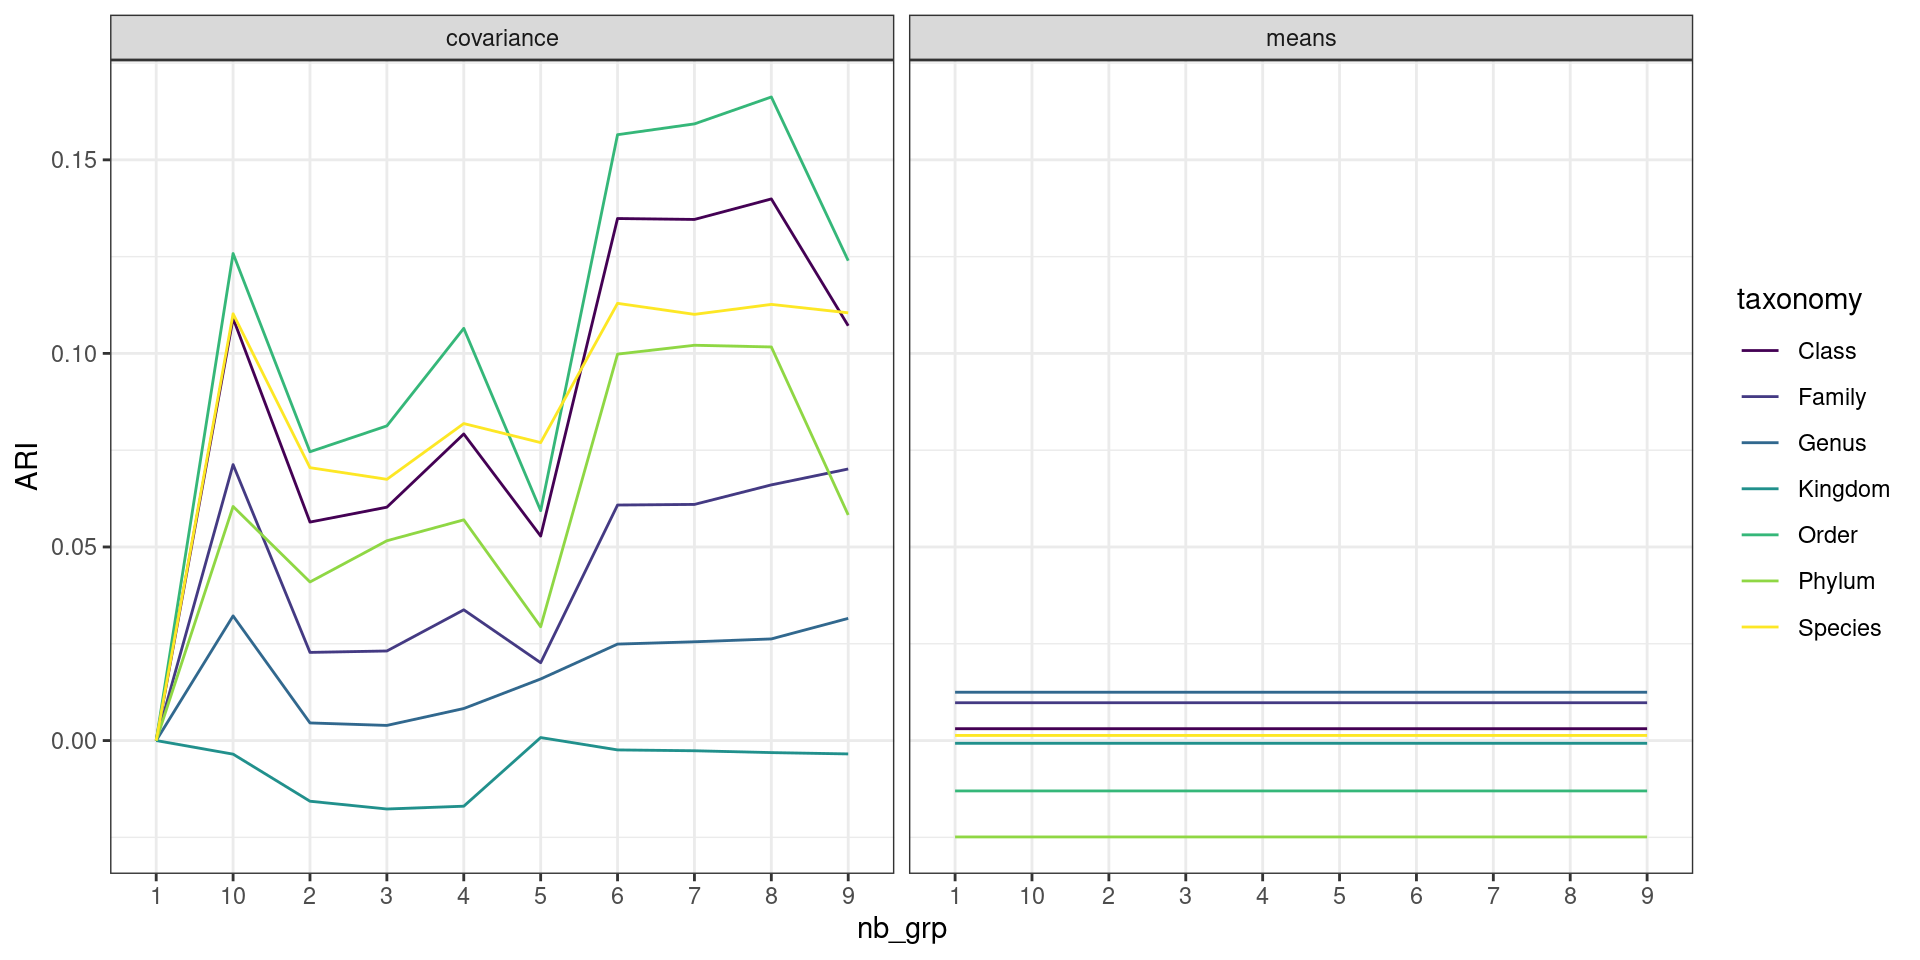 covariance
means
ARI
0.15
0.10
0.05
0.00
1 10 2 3 4 5 6 7 8 9
1 10 2 3 4 5 6 7 8 9
nb_grp
taxonomy
Class
Family
Genus
Kingdom
Order
Phylum
Species